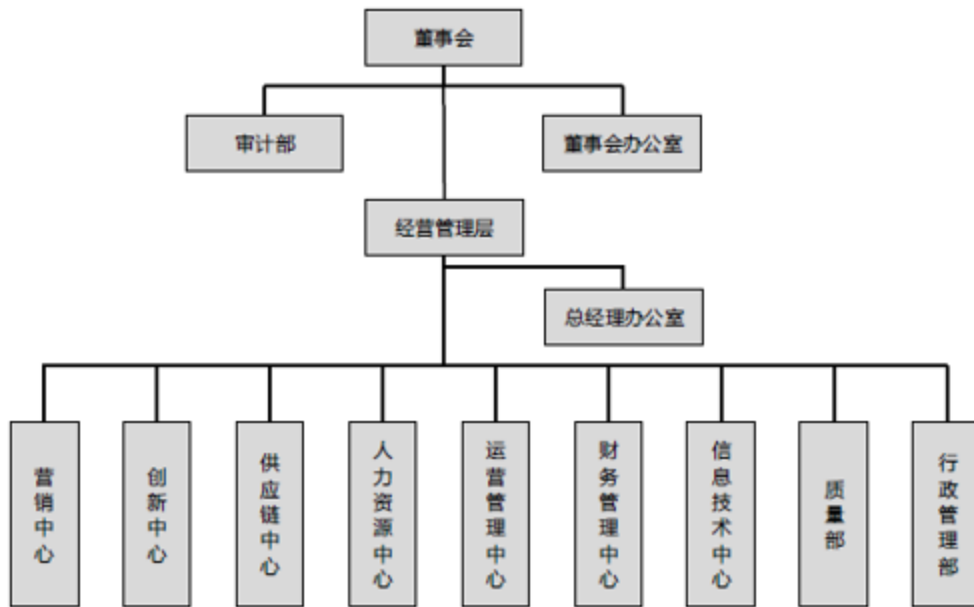 董事会
审计部
董事会办公室
经营管理层
总经理办公室
营销中心
创新中心
供应链中心
人力资源中心
运营管理中心
财务管理中心
信息技术中心
质量部
行政管理部